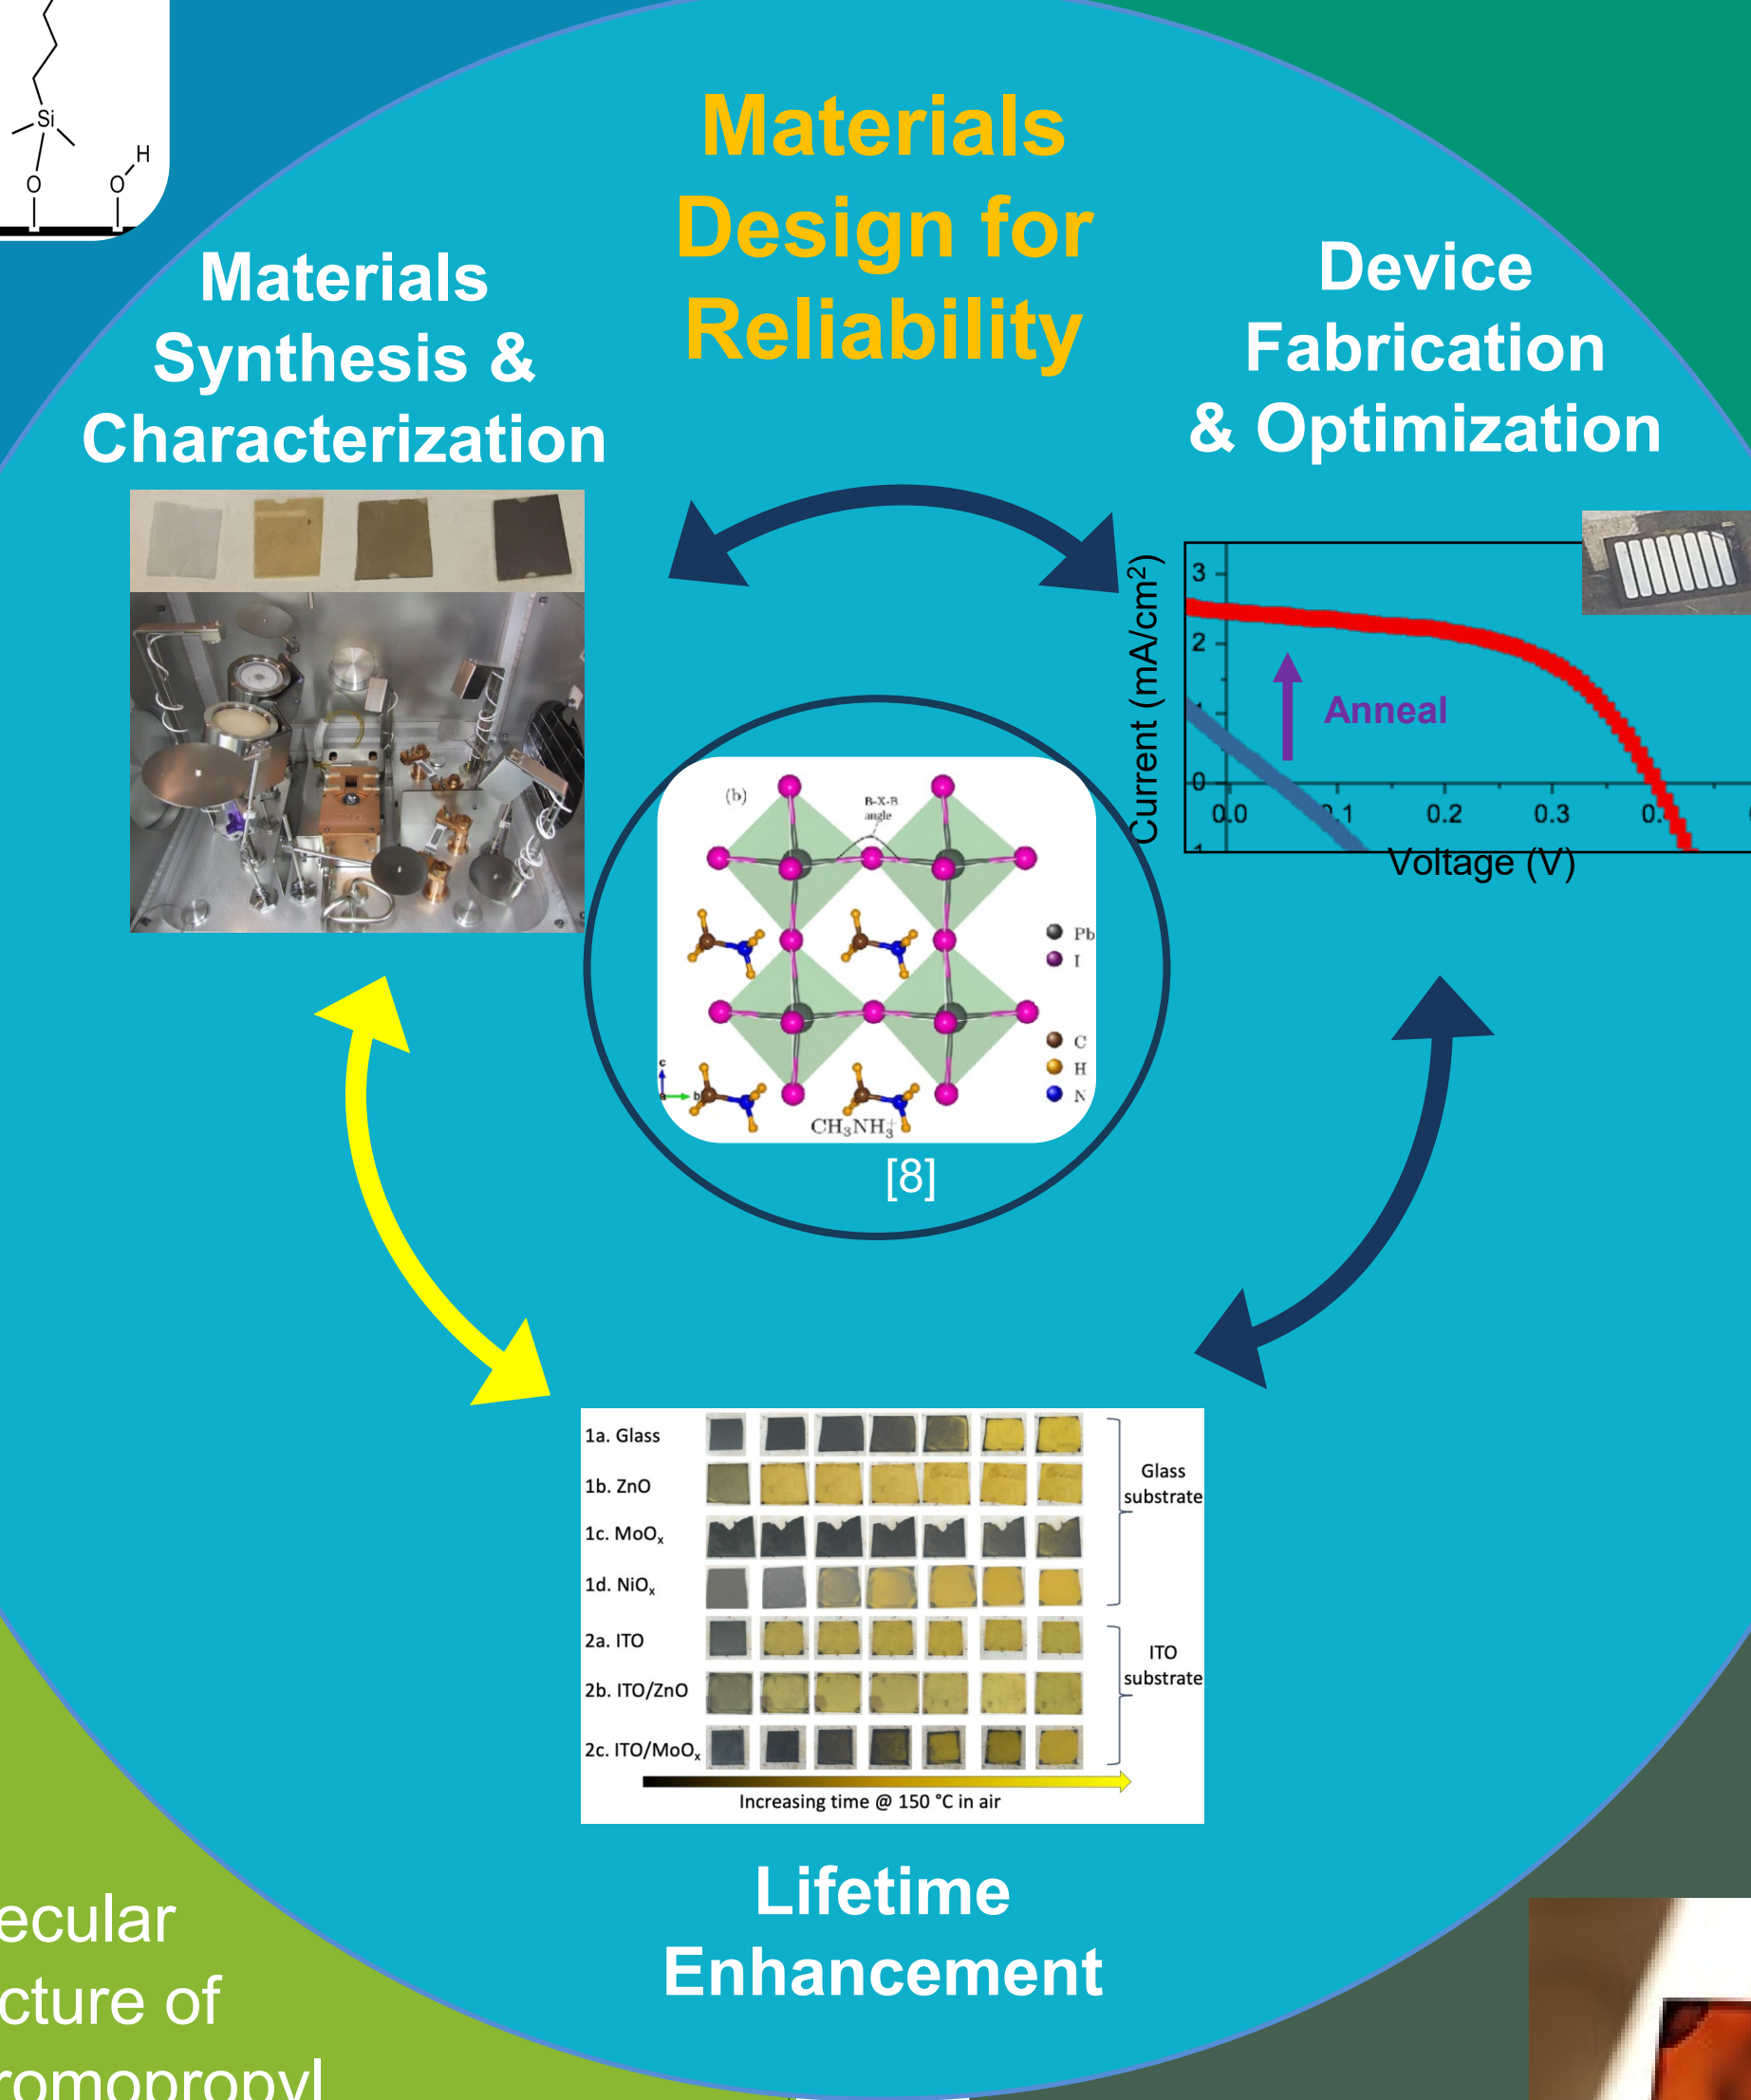 Si
H
O
O
Materials
Design for
Reliability
Materials
Synthesis &
Characterization
Device
Fabrication
& Optimization
Current (mA/cm²)
3
2
1
0
Anneal
0.0
0.2
0.3
Voltage (V)
(b)
B-X-B
angle
Pb
I
C
H
N
c
a
b
CH₃NH₃⁺
[8]
1a. Glass
1b. ZnO
1c. MoOₓ
1d. NiOₓ
Glass
substrate
2a. ITO
2b. ITO/ZnO
2c. ITO/MoOₓ
ITO
substrate
Increasing time @ 150 °C in air
Lifetime
Enhancement
ecular
cture of
romopropyl